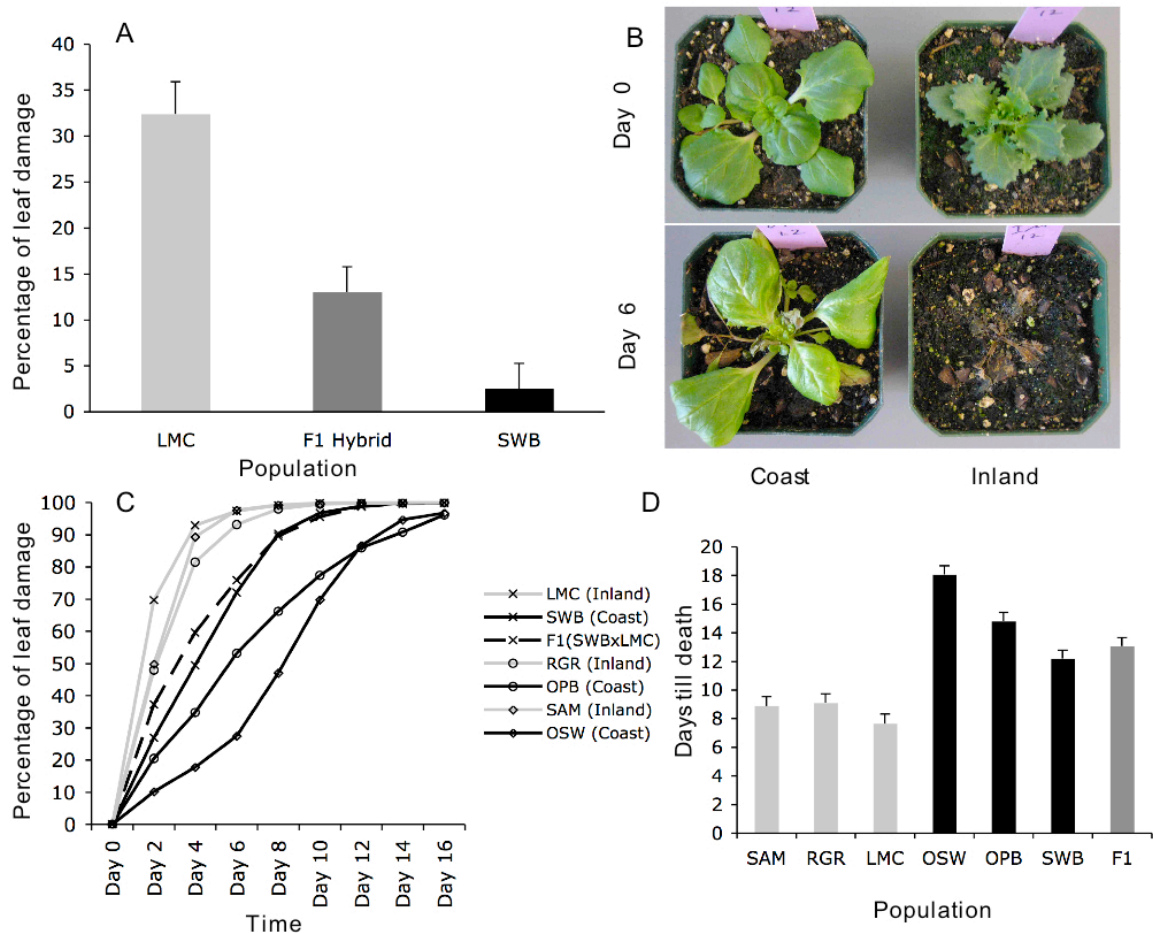 A
40
35
30
25
20
15
10
5
0
Percentage of leaf damage
LMC
F1 Hybrid
SWB
Population
B
Day 0
Day 6
12
12
12
12
Coast
Inland
C
100
90
80
70
60
50
40
30
20
10
0
Percentage of leaf damage
Day 0
Day 2
Day 4
Day 6
Day 8
Day 10
Day 12
Day 14
Day 16
Time
LMC (Inland)
SWB (Coast)
F1(SWBxLMC)
RGR (Inland)
OPB (Coast)
SAM (Inland)
OSW (Coast)
D
20
18
16
14
12
10
8
6
4
2
0
Days till death
SAM
RGR
LMC
OSW
OPB
SWB
F1
Population